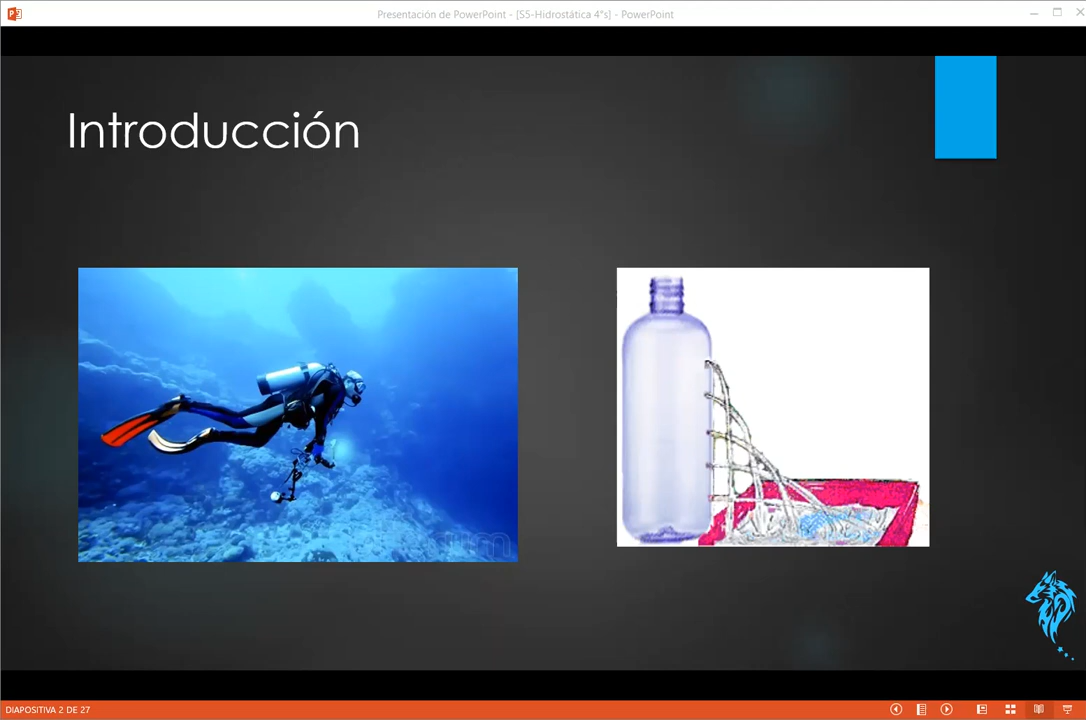 Presentación de PowerPoint - [S5-Hidrostática 4°s] - PowerPoint
Introducción
DIAPOSITIVA 2 DE 27